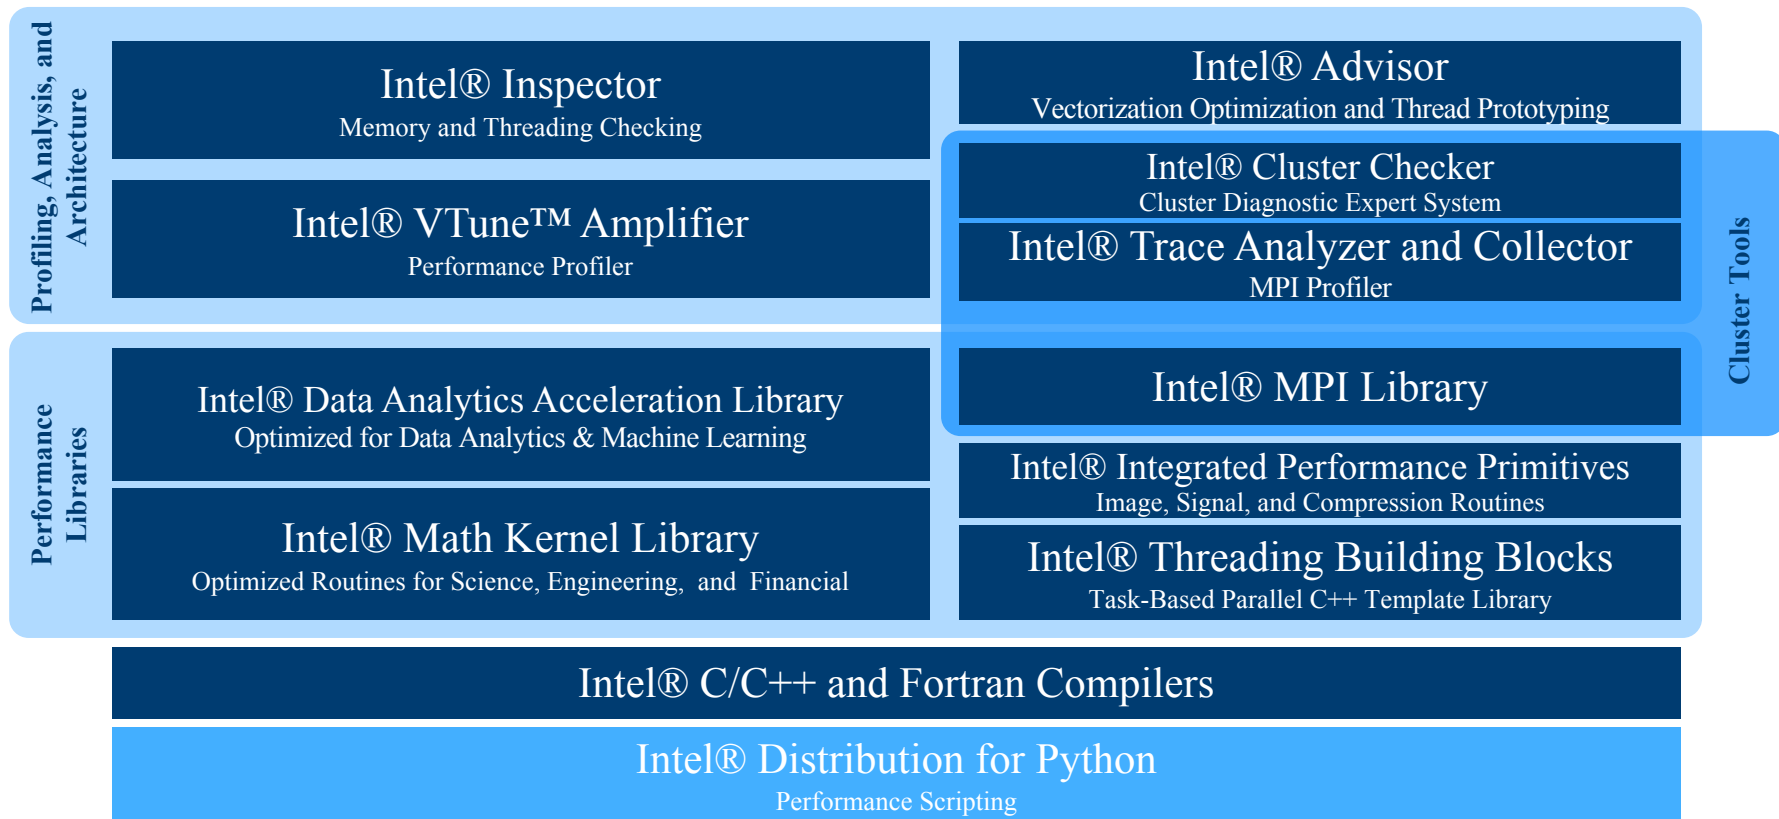 Profiling, Analysis, and
Architecture
Intel® Inspector
Memory and Threading Checking
Intel® VTune™ Amplifier
Performance Profiler
Intel® Advisor
Vectorization Optimization and Thread Prototyping
Intel® Cluster Checker
Cluster Diagnostic Expert System
Intel® Trace Analyzer and Collector
MPI Profiler
Cluster Tools
Performance
Libraries
Intel® Data Analytics Acceleration Library
Optimized for Data Analytics & Machine Learning
Intel® Math Kernel Library
Optimized Routines for Science, Engineering, and Financial
Intel® MPI Library
Intel® Integrated Performance Primitives
Image, Signal, and Compression Routines
Intel® Threading Building Blocks
Task-Based Parallel C++ Template Library
Intel® C/C++ and Fortran Compilers
Intel® Distribution for Python
Performance Scripting